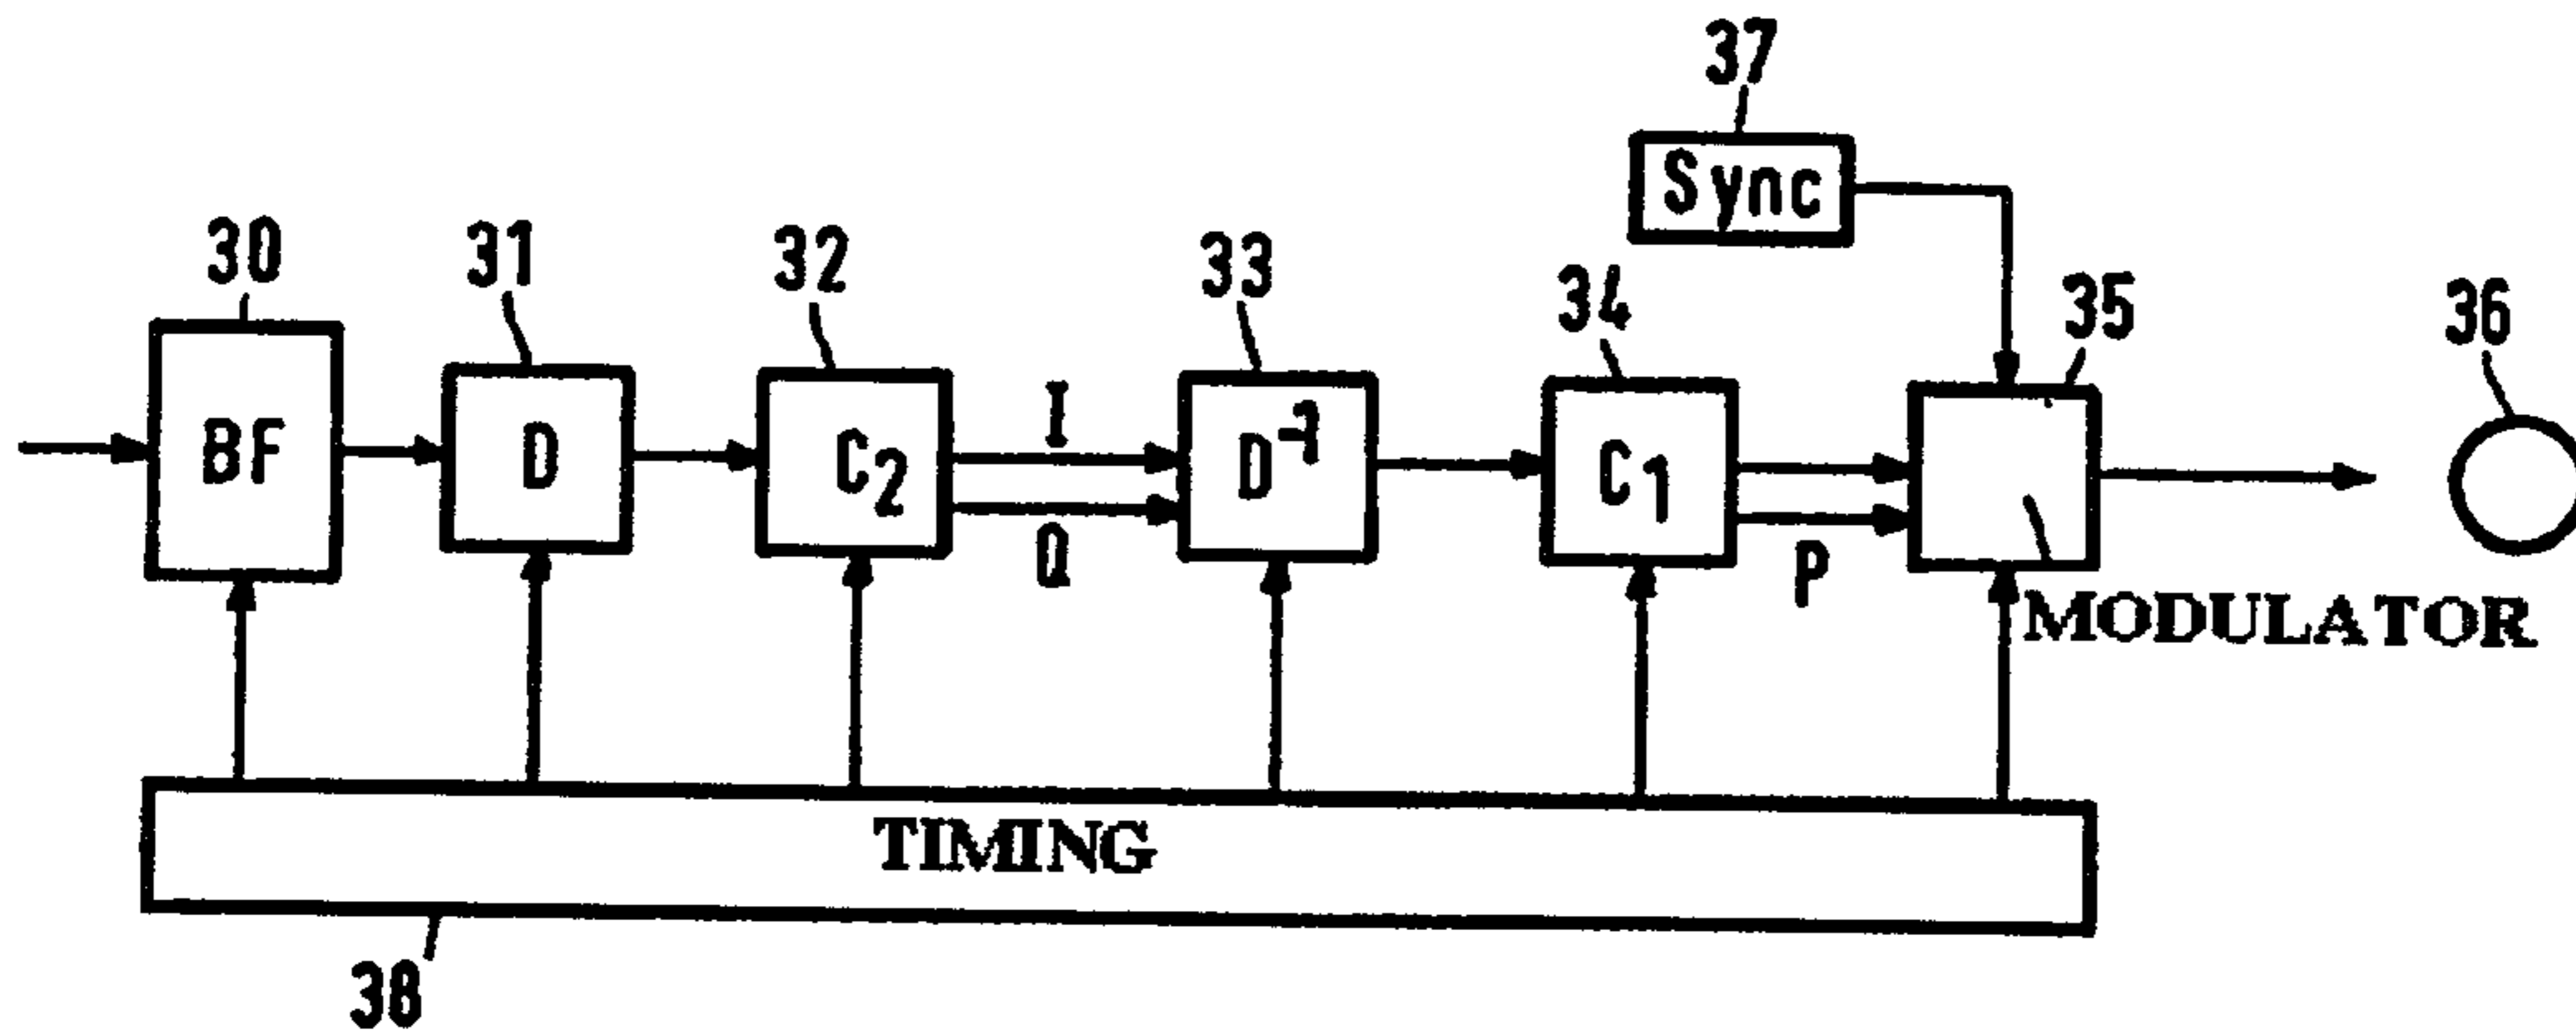 37
Sync
30
31
32
33
34
35
36
BF
D
C2
I
Q
D-1
C1
P
MODULATOR
TIMING
38